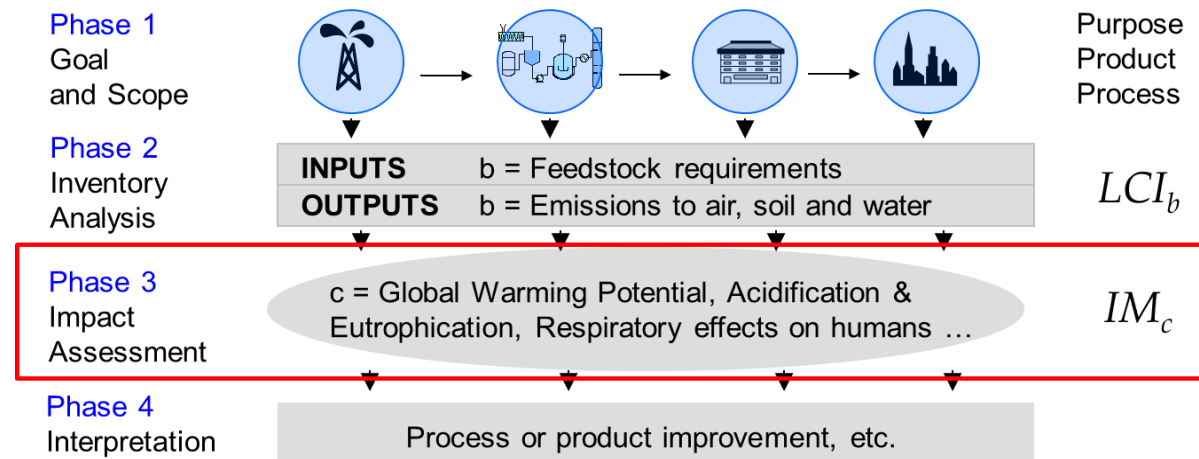 Phase 1
Goal
and Scope
Purpose
Product
Process
Phase 2
Inventory
Analysis
INPUTS b = Feedstock requirements
OUTPUTS b = Emissions to air, soil and water
LCI_b
Phase 3
Impact
Assessment
c = Global Warming Potential, Acidification &
Eutrophication, Respiratory effects on humans …
IM_c
Phase 4
Interpretation
Process or product improvement, etc.